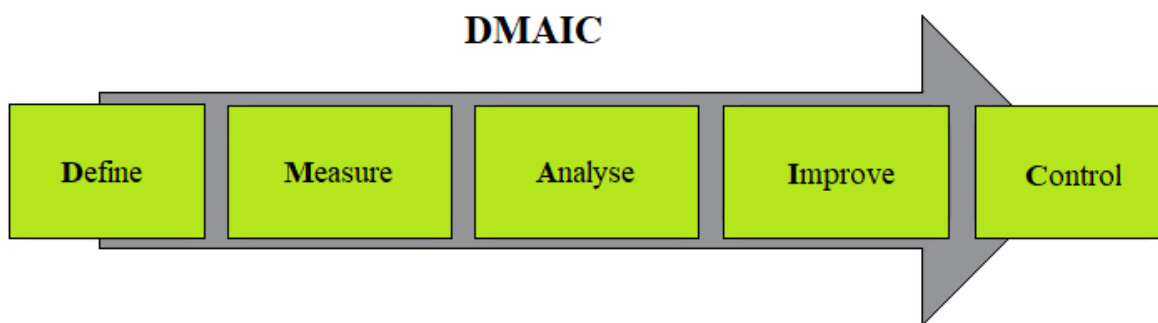 DMAIC
Define
Measure
Analyse
Improve
Control